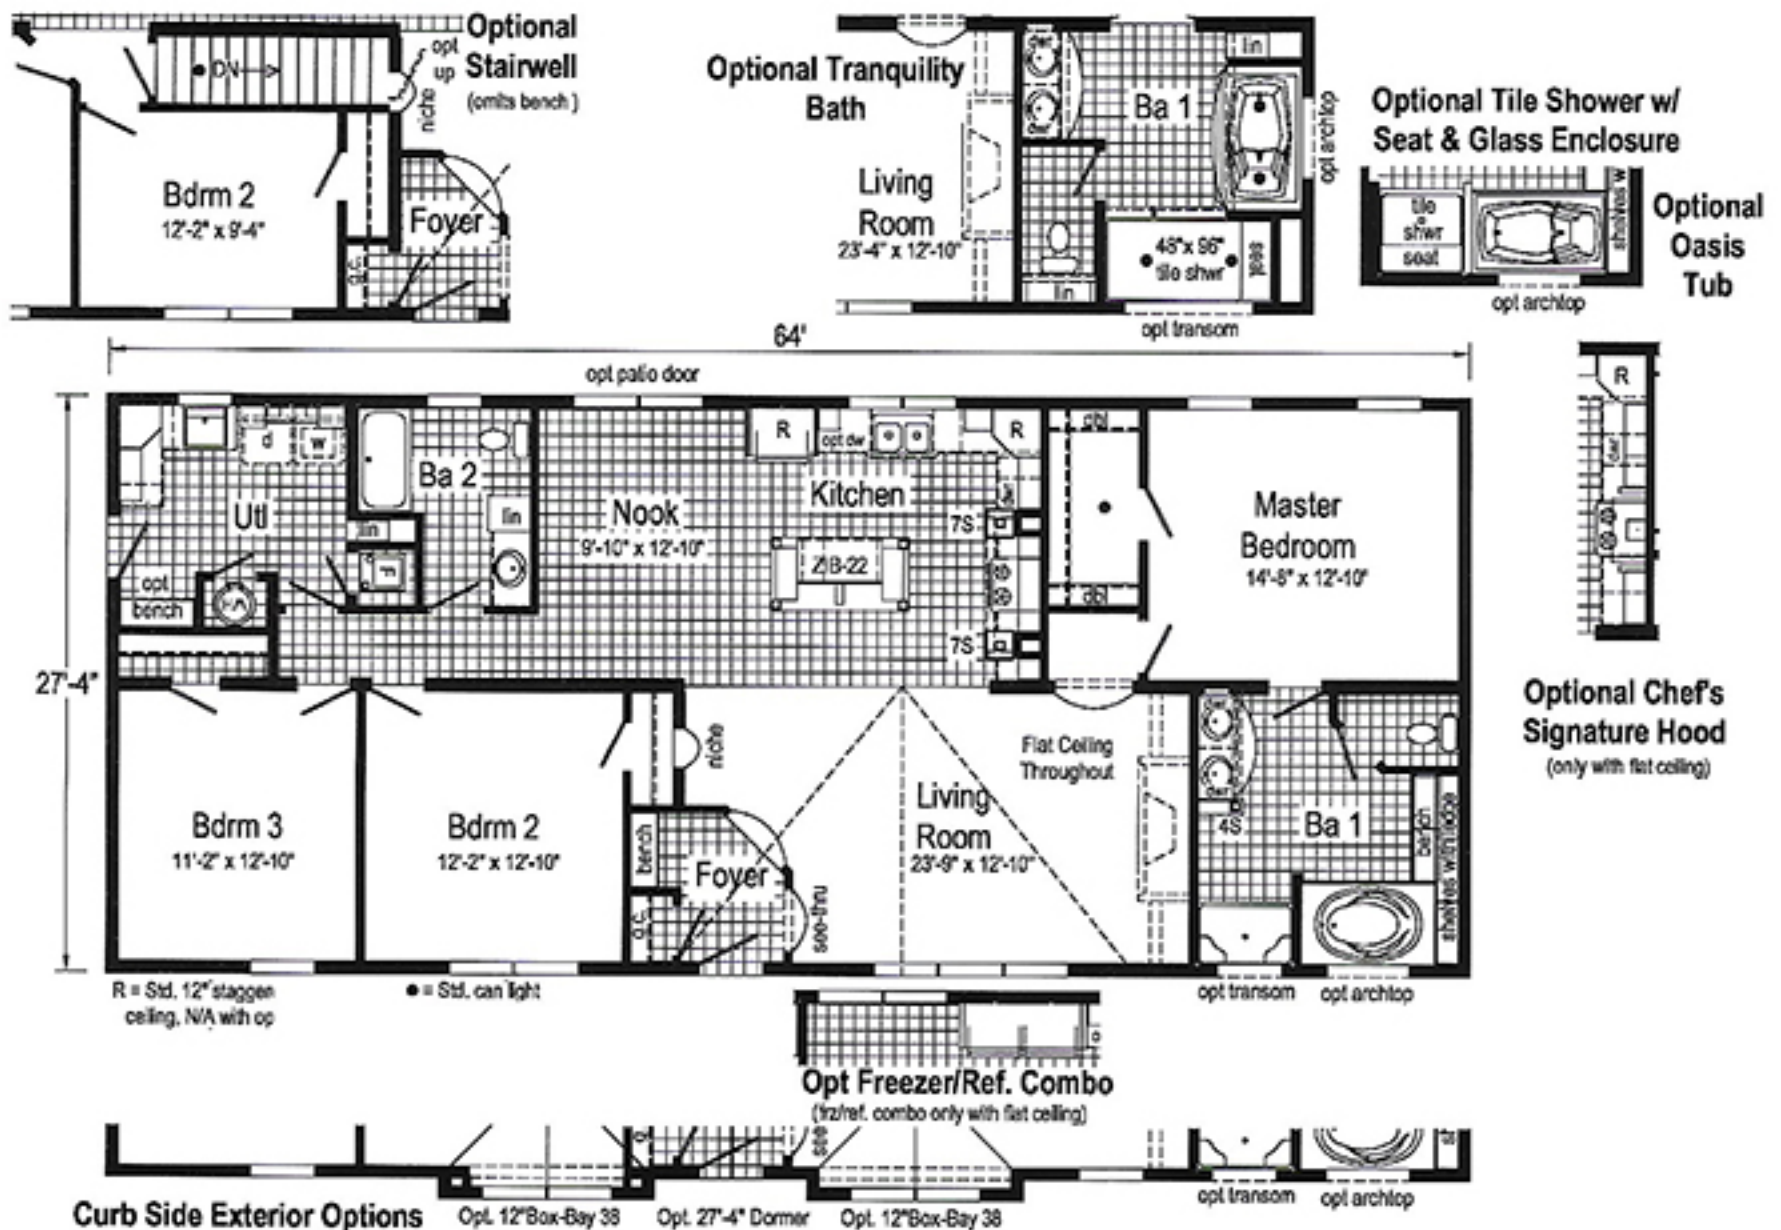 Optional
Stairwell
(omits bench)
opt
up
DN
niche
Bdrm 2
12'-2" x 9'-4"
Foyer
g.c.
Optional Tranquility
Bath
Living
Room
23'-4" x 12'-10"
dwr
dwr
lin
Ba 1
opt archtop
48"x 96"
tile shwr
seat
lin
opt transom
Optional Tile Shower w/
Seat & Glass Enclosure
tile
shwr
seat
shelves w
opt archtop
Optional
Oasis
Tub
64'
opt patio door
27'-4"
d
w
Utl
lin
opt
bench
Ba 2
lin
Nook
9'-10" x 12'-10"
R
opt dw
R
Kitchen
dwr
7S
7S
dbl
dbl
Master
Bedroom
14'-8" x 12'-10"
R
dwr
Optional Chef's
Signature Hood
(only with flat ceiling)
Bdrm 3
11'-2" x 12'-10"
Bdrm 2
12'-2" x 12'-10"
niche
bench
Foyer
g.c.
see-thru
Living
Room
23'-9" x 12'-10"
Flat Ceiling
Throughout
dwr
4S
Ba 1
bench
opt transom
opt archtop
R = Std. 12" stagger
ceiling, N/A with op
● = Std. can light
Opt Freezer/Ref. Combo
(frz/ref. combo only with flat ceiling)
see
opt transom
opt archtop
Curb Side Exterior Options
Opt. 12"Box-Bay 38
Opt. 27'-4" Dormer
Opt. 12"Box-Bay 38